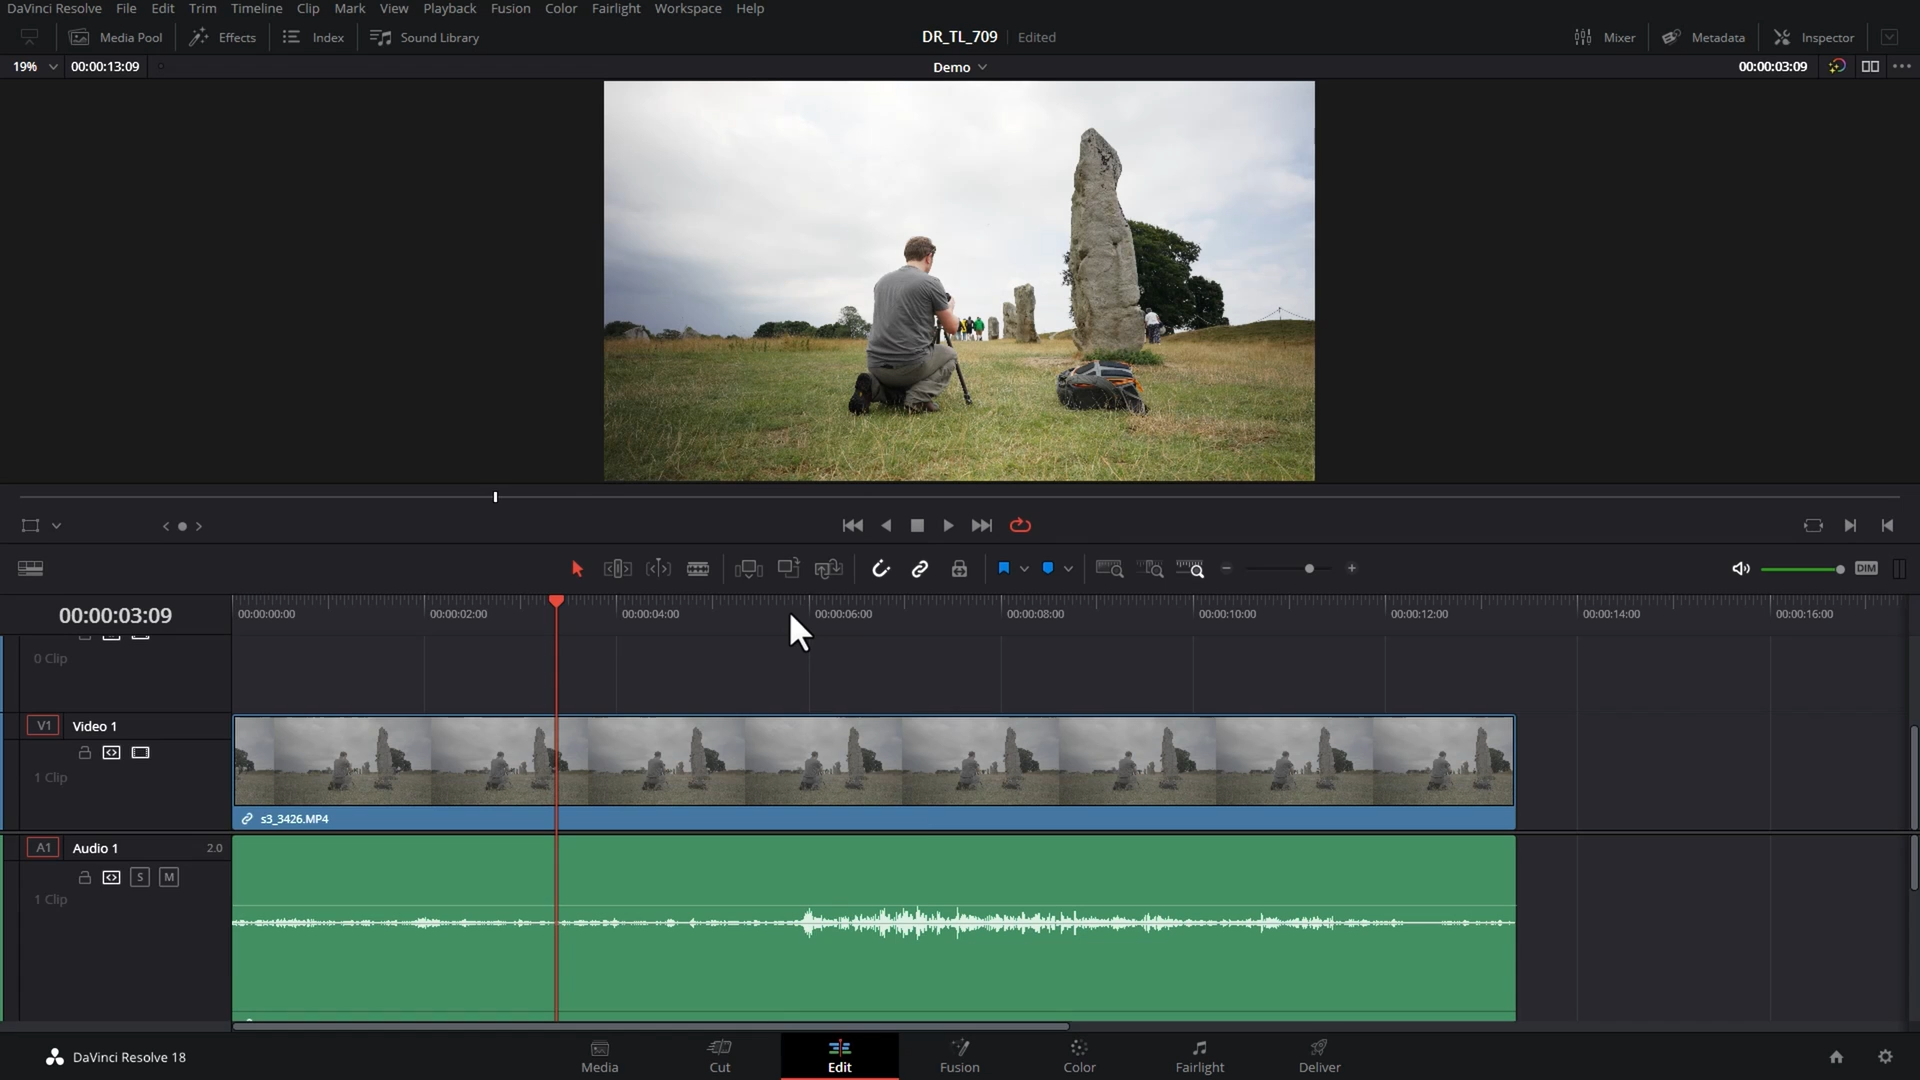 DaVinci Resolve File Edit Trim Timeline Clip Mark View Playback Fusion Color Fairlight Workspace Help
Media Pool Effects Index Sound Library DR_TL_709 Edited Mixer Metadata Inspector
19% 00:00:13:09 Demo 00:00:03:09
DIM
00:00:03:09 00:00:00:00 00:00:02:00 00:00:04:00 00:00:06:00 00:00:08:00 00:00:10:00 00:00:12:00 00:00:14:00 00:00:16:00
0 Clip
V1 Video 1
1 Clip
s3_3426.MP4
A1 Audio 1 2.0
S M
1 Clip
DaVinci Resolve 18 Media Cut Edit Fusion Color Fairlight Deliver